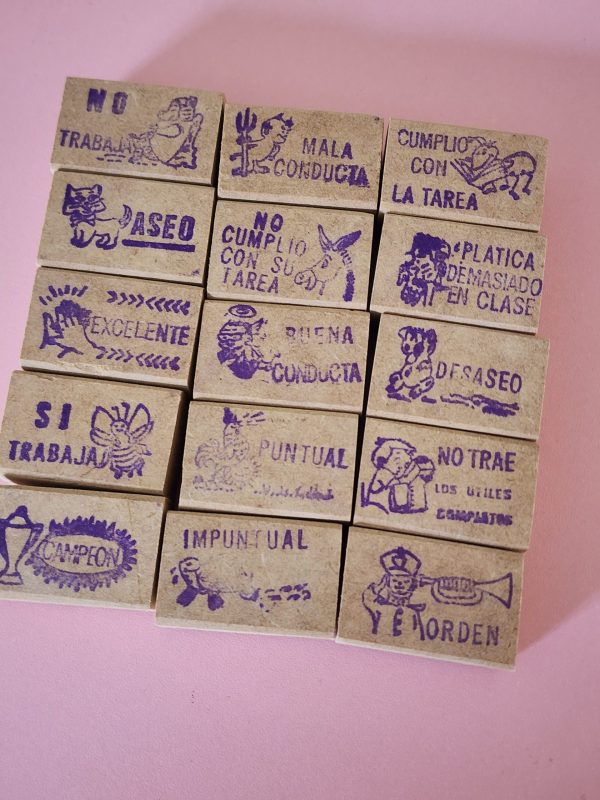 NO
TRABAJA
MALA
CONDUCTA
CUMPLIO
CON
LA TAREA
ASEO
NO
CUMPLIO
CON SU
TAREA
PLATICA
DEMASIADO
EN CLASE
EXCELENTE
BUENA
CONDUCTA
DESASEO
SI
TRABAJA
PUNTUAL
NO TRAE
LOS UTILES
COMPLETOS
CAMPEON
IMPUNTUAL
ORDEN